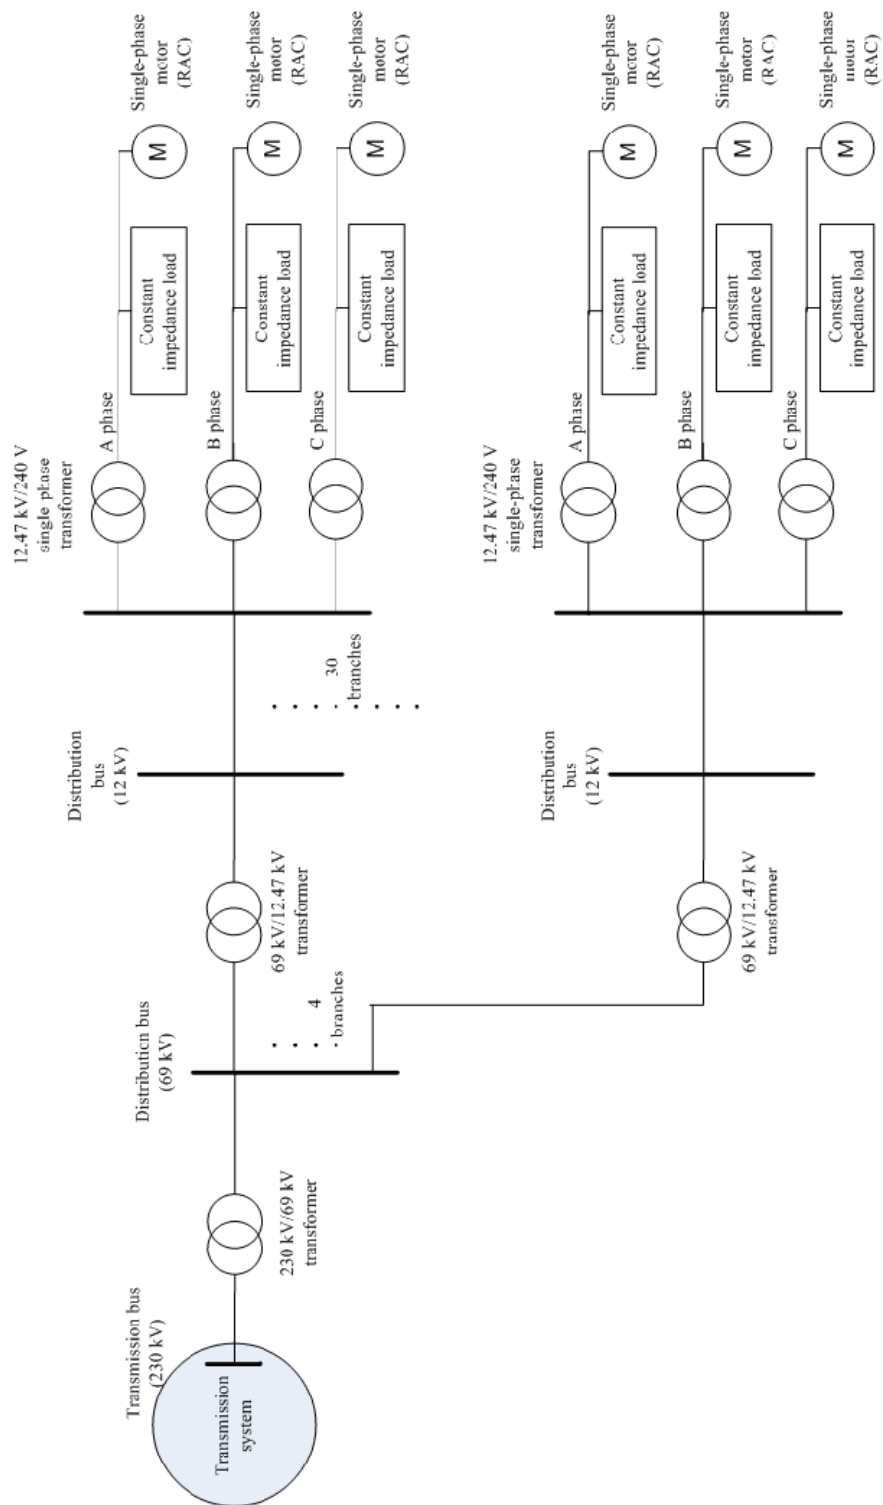 Transmission bus
(230 kV)
Transmission
system
230 kV/69 kV
transformer
Distribution bus
(69 kV)
4
branches
69 kV/12.47 kV
transformer
Distribution
bus
(12 kV)
30
branches
12.47 kV/240 V
single phase
transformer
A phase
Constant
impedance load
M
Single-phase
motor
(RAC)
B phase
Constant
impedance load
M
Single-phase
motor
(RAC)
C phase
Constant
impedance load
M
Single-phase
motor
(RAC)
69 kV/12.47 kV
transformer
Distribution
bus
(12 kV)
12.47 kV/240 V
single-phase
transformer
A phase
Constant
impedance load
M
Single-phase
motor
(RAC)
B phase
Constant
impedance load
M
Single-phase
motor
(RAC)
C phase
Constant
impedance load
M
Single-phase
motor
(RAC)